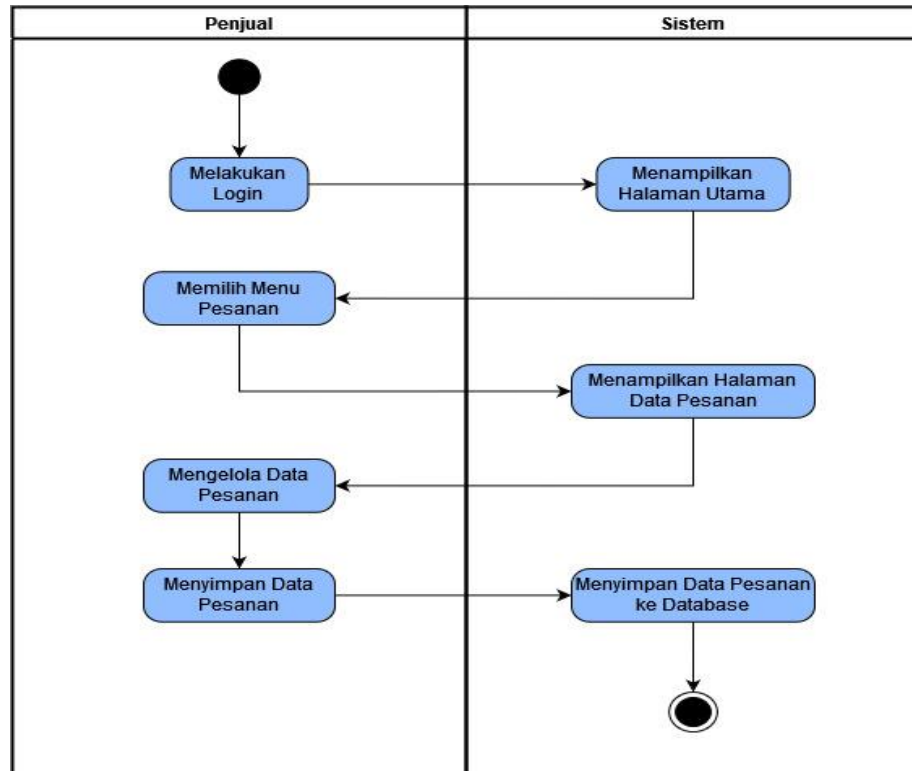 Penjual
Sistem
Melakukan
Login
Menampilkan
Halaman Utama
Memilih Menu
Pesanan
Menampilkan Halaman
Data Pesanan
Mengelola Data
Pesanan
Menyimpan Data
Pesanan
Menyimpan Data Pesanan
ke Database